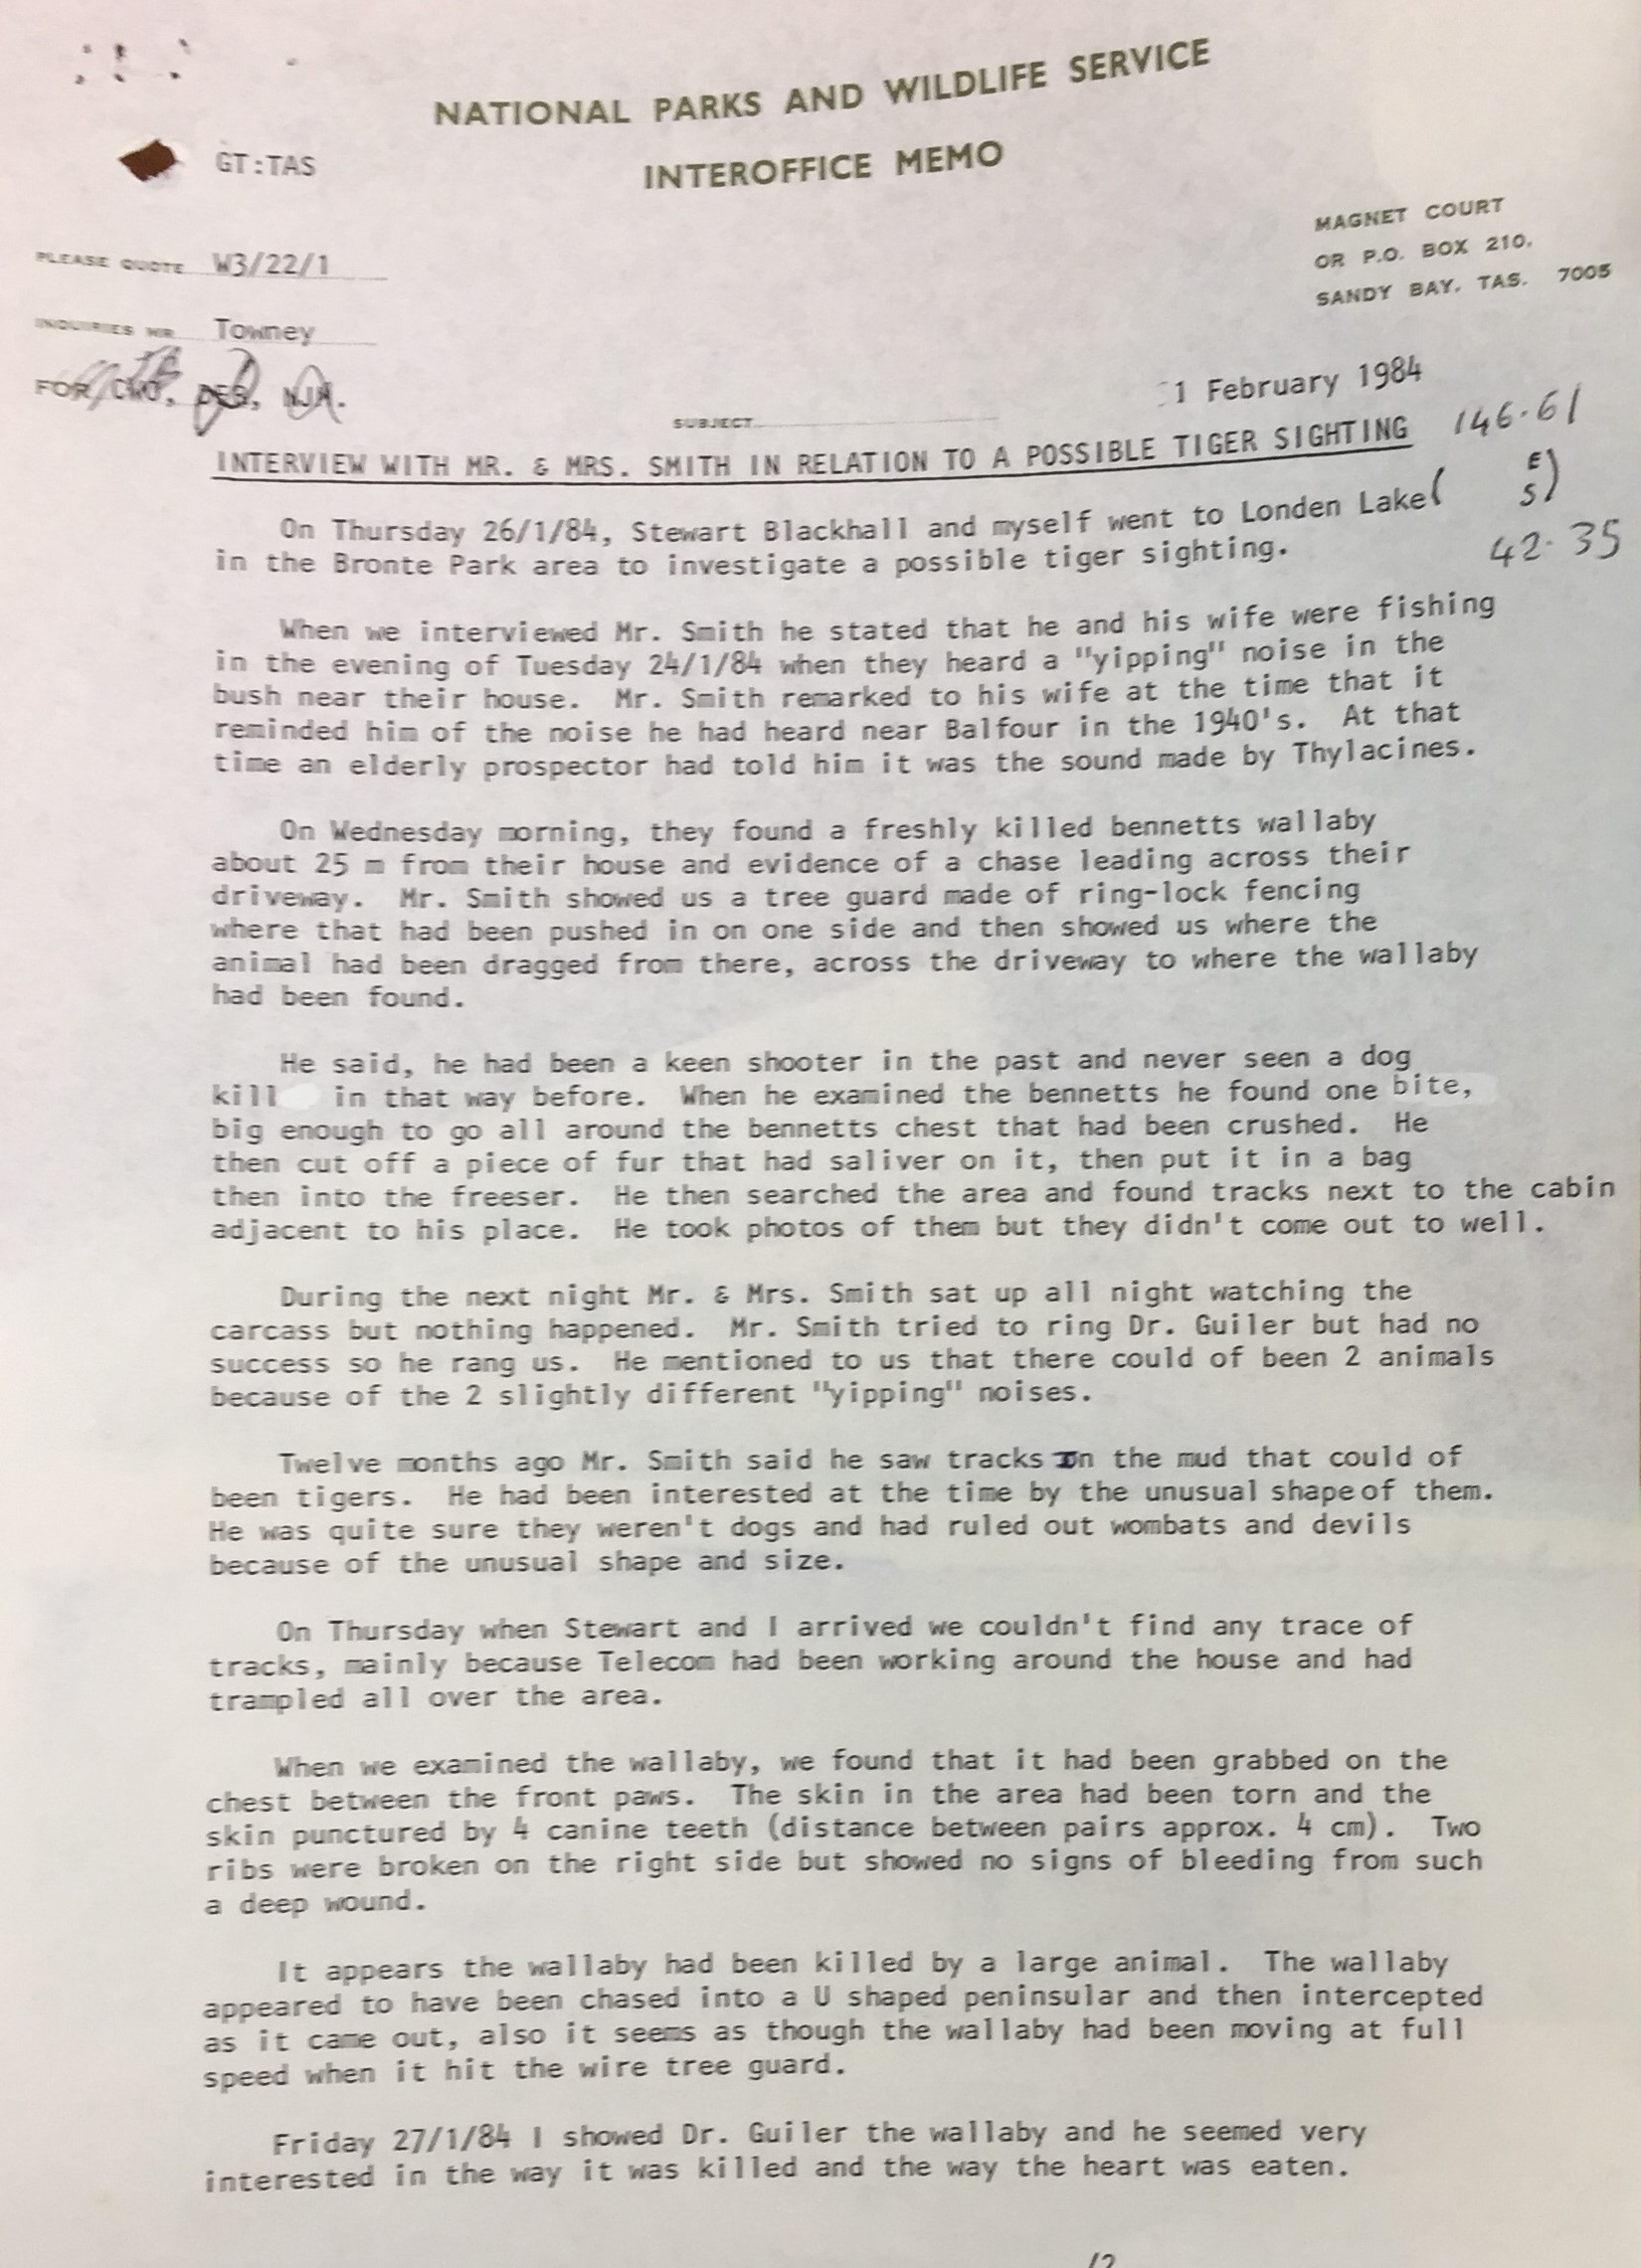 NATIONAL PARKS AND WILDLIFE SERVICE
INTEROFFICE MEMO
GT:TAS
MAGNET COURT
OR P.O. BOX 210,
SANDY BAY, TAS. 7005
PLEASE QUOTE W3/22/1
INQUIRIES MR Towney
FOR CWO, DES, NJM.
1 February 1984
SUBJECT
146.61
INTERVIEW WITH MR. & MRS. SMITH IN RELATION TO A POSSIBLE TIGER SIGHTING
On Thursday 26/1/84, Stewart Blackhall and myself went to Londen Lake( E S)
42.35
in the Bronte Park area to investigate a possible tiger sighting.
When we interviewed Mr. Smith he stated that he and his wife were fishing
in the evening of Tuesday 24/1/84 when they heard a "yipping" noise in the
bush near their house. Mr. Smith remarked to his wife at the time that it
reminded him of the noise he had heard near Balfour in the 1940's. At that
time an elderly prospector had told him it was the sound made by Thylacines.
On Wednesday morning, they found a freshly killed bennetts wallaby
about 25 m from their house and evidence of a chase leading across their
driveway. Mr. Smith showed us a tree guard made of ring-lock fencing
where that had been pushed in on one side and then showed us where the
animal had been dragged from there, across the driveway to where the wallaby
had been found.
He said, he had been a keen shooter in the past and never seen a dog
kill in that way before. When he examined the bennetts he found one bite,
big enough to go all around the bennetts chest that had been crushed. He
then cut off a piece of fur that had saliver on it, then put it in a bag
then into the freeser. He then searched the area and found tracks next to the cabin
adjacent to his place. He took photos of them but they didn't come out to well.
During the next night Mr. & Mrs. Smith sat up all night watching the
carcass but nothing happened. Mr. Smith tried to ring Dr. Guiler but had no
success so he rang us. He mentioned to us that there could of been 2 animals
because of the 2 slightly different "yipping" noises.
Twelve months ago Mr. Smith said he saw tracks In the mud that could of
been tigers. He had been interested at the time by the unusual shape of them.
He was quite sure they weren't dogs and had ruled out wombats and devils
because of the unusual shape and size.
On Thursday when Stewart and I arrived we couldn't find any trace of
tracks, mainly because Telecom had been working around the house and had
trampled all over the area.
When we examined the wallaby, we found that it had been grabbed on the
chest between the front paws. The skin in the area had been torn and the
skin punctured by 4 canine teeth (distance between pairs approx. 4 cm). Two
ribs were broken on the right side but showed no signs of bleeding from such
a deep wound.
It appears the wallaby had been killed by a large animal. The wallaby
appeared to have been chased into a U shaped peninsular and then intercepted
as it came out, also it seems as though the wallaby had been moving at full
speed when it hit the wire tree guard.
Friday 27/1/84 I showed Dr. Guiler the wallaby and he seemed very
interested in the way it was killed and the way the heart was eaten.
/2